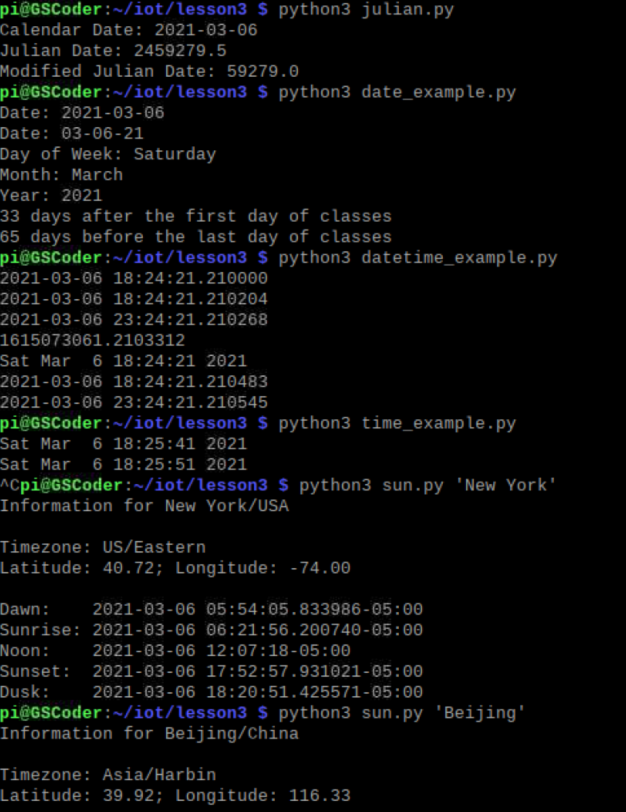 pi@GSCoder:~/iot/lesson3 $ python3 julian.py
Calendar Date: 2021-03-06
Julian Date: 2459279.5
Modified Julian Date: 59279.0
pi@GSCoder:~/iot/lesson3 $ python3 date_example.py
Date: 2021-03-06
Date: 03-06-21
Day of Week: Saturday
Month: March
Year: 2021
33 days after the first day of classes
65 days before the last day of classes
pi@GSCoder:~/iot/lesson3 $ python3 datetime_example.py
2021-03-06 18:24:21.210000
2021-03-06 18:24:21.210204
2021-03-06 23:24:21.210268
1615073061.2103312
Sat Mar  6 18:24:21 2021
2021-03-06 18:24:21.210483
2021-03-06 23:24:21.210545
pi@GSCoder:~/iot/lesson3 $ python3 time_example.py
Sat Mar  6 18:25:41 2021
Sat Mar  6 18:25:51 2021
^Cpi@GSCoder:~/iot/lesson3 $ python3 sun.py 'New York'
Information for New York/USA
Timezone: US/Eastern
Latitude: 40.72; Longitude: -74.00
Dawn:    2021-03-06 05:54:05.833986-05:00
Sunrise: 2021-03-06 06:21:56.200740-05:00
Noon:    2021-03-06 12:07:18-05:00
Sunset:  2021-03-06 17:52:57.931021-05:00
Dusk:    2021-03-06 18:20:51.425571-05:00
pi@GSCoder:~/iot/lesson3 $ python3 sun.py 'Beijing'
Information for Beijing/China
Timezone: Asia/Harbin
Latitude: 39.92; Longitude: 116.33